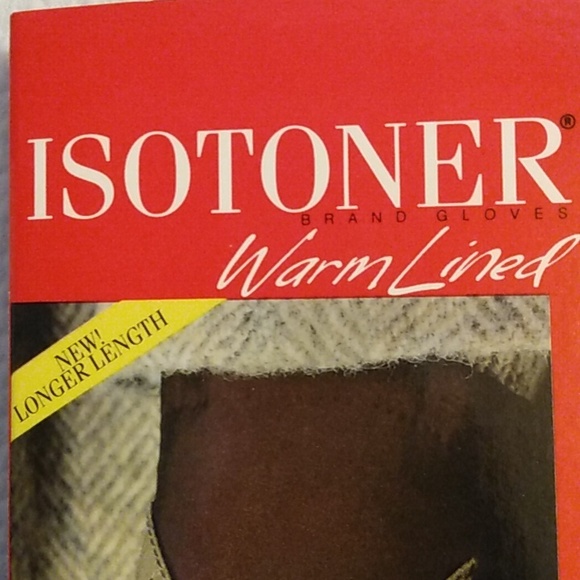 ISOTONER®
BRAND GLOVES
Warm Lined
NEW!
LONGER LENGTH